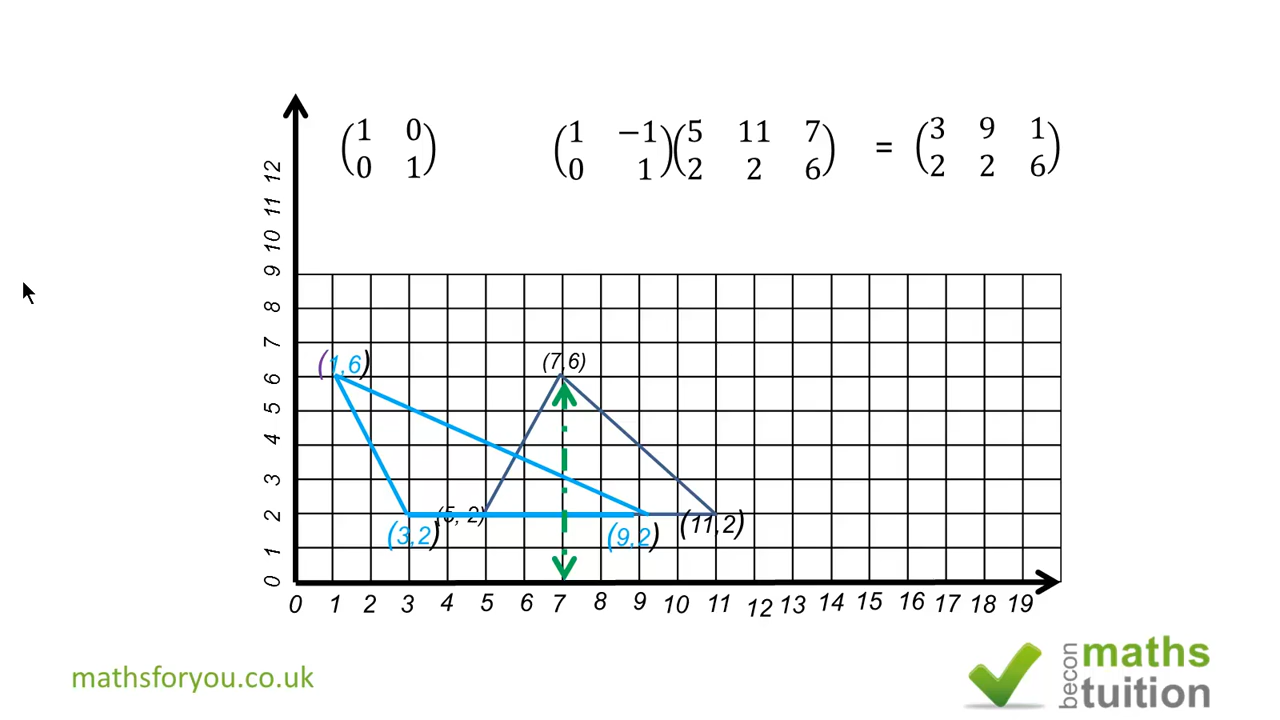 1 0 1 −1 5 11 7 = 3 9 1
0 1 0 1 2 2 6 2 2 6
12
11
10
9
8
7
6
5
4
3
2
1
0
(1,6)
(7,6)
(5, 2)
(3,2)
(9,2)
(11,2)
0 1 2 3 4 5 6 7 8 9 10 11 12 13 14 15 16 17 18 19
mathsforyou.co.uk
becon
maths
tuition